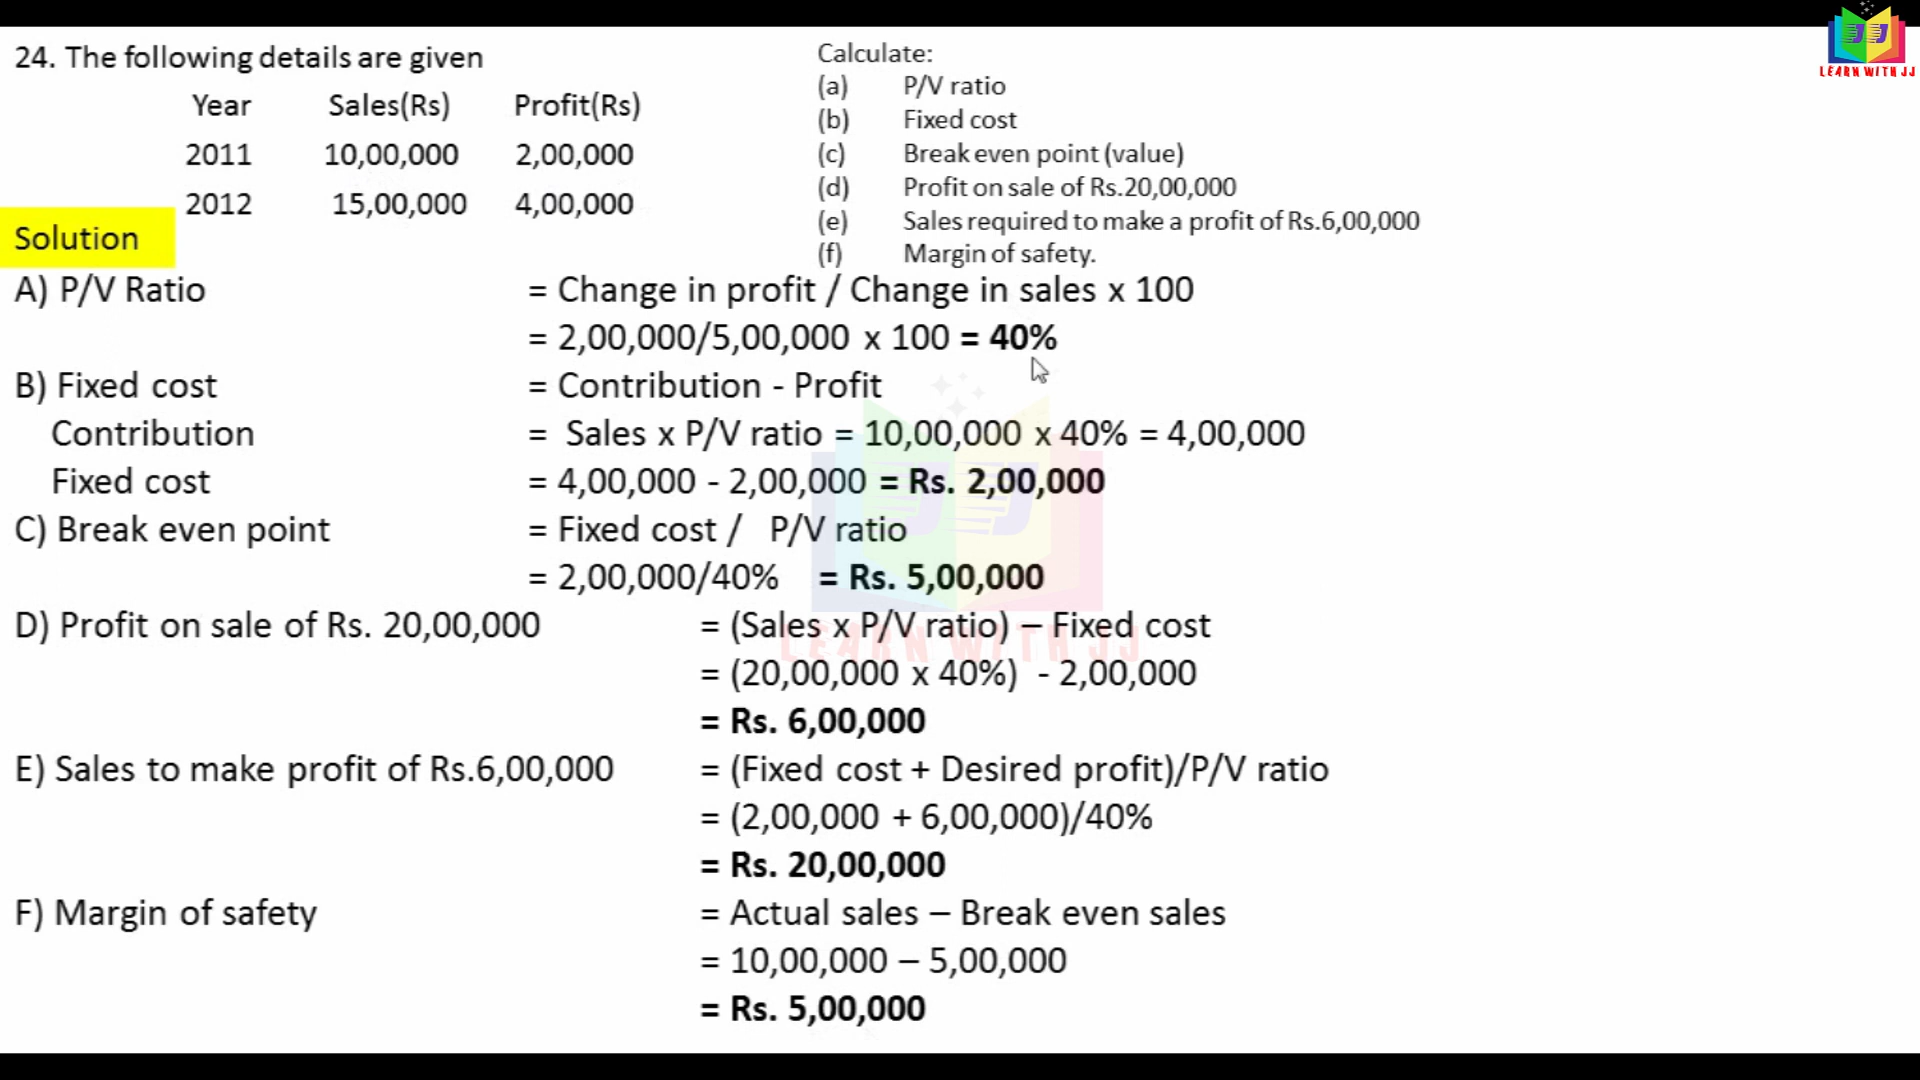 24. The following details are given
Year Sales(Rs) Profit(Rs)
2011 10,00,000 2,00,000
2012 15,00,000 4,00,000
Calculate:
(a) P/V ratio
(b) Fixed cost
(c) Break even point (value)
(d) Profit on sale of Rs.20,00,000
(e) Sales required to make a profit of Rs.6,00,000
(f) Margin of safety.
LEARN WITH JJ
Solution
A) P/V Ratio = Change in profit / Change in sales x 100
= 2,00,000/5,00,000 x 100 = 40%
B) Fixed cost = Contribution - Profit
Contribution = Sales x P/V ratio = 10,00,000 x 40% = 4,00,000
Fixed cost = 4,00,000 - 2,00,000 = Rs. 2,00,000
C) Break even point = Fixed cost / P/V ratio
= 2,00,000/40% = Rs. 5,00,000
D) Profit on sale of Rs. 20,00,000 = (Sales x P/V ratio) – Fixed cost
LEARN WITH JJ
= (20,00,000 x 40%) - 2,00,000
= Rs. 6,00,000
E) Sales to make profit of Rs.6,00,000 = (Fixed cost + Desired profit)/P/V ratio
= (2,00,000 + 6,00,000)/40%
= Rs. 20,00,000
F) Margin of safety = Actual sales – Break even sales
= 10,00,000 – 5,00,000
= Rs. 5,00,000